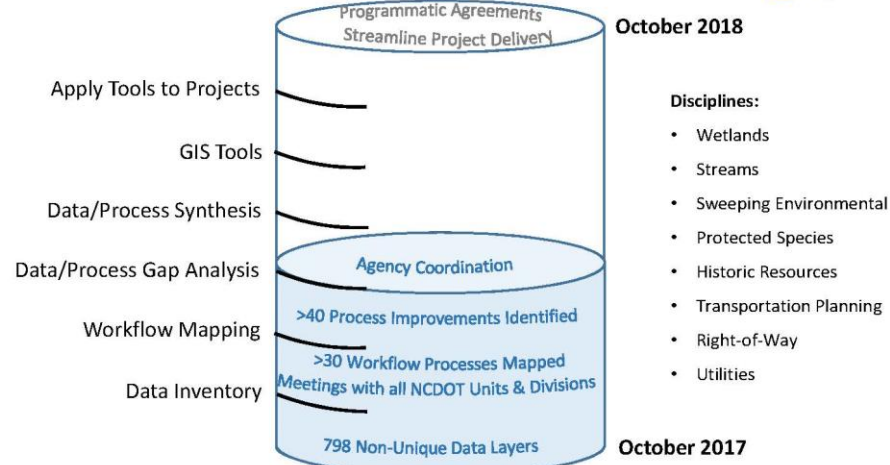 Programmatic Agreements
Streamline Project Delivery
October 2018
Apply Tools to Projects
GIS Tools
Data/Process Synthesis
Data/Process Gap Analysis
Workflow Mapping
Data Inventory
Agency Coordination
>40 Process Improvements Identified
>30 Workflow Processes Mapped
Meetings with all NCDOT Units & Divisions
798 Non-Unique Data Layers
October 2017
Disciplines:
• Wetlands
• Streams
• Sweeping Environmental
• Protected Species
• Historic Resources
• Transportation Planning
• Right-of-Way
• Utilities